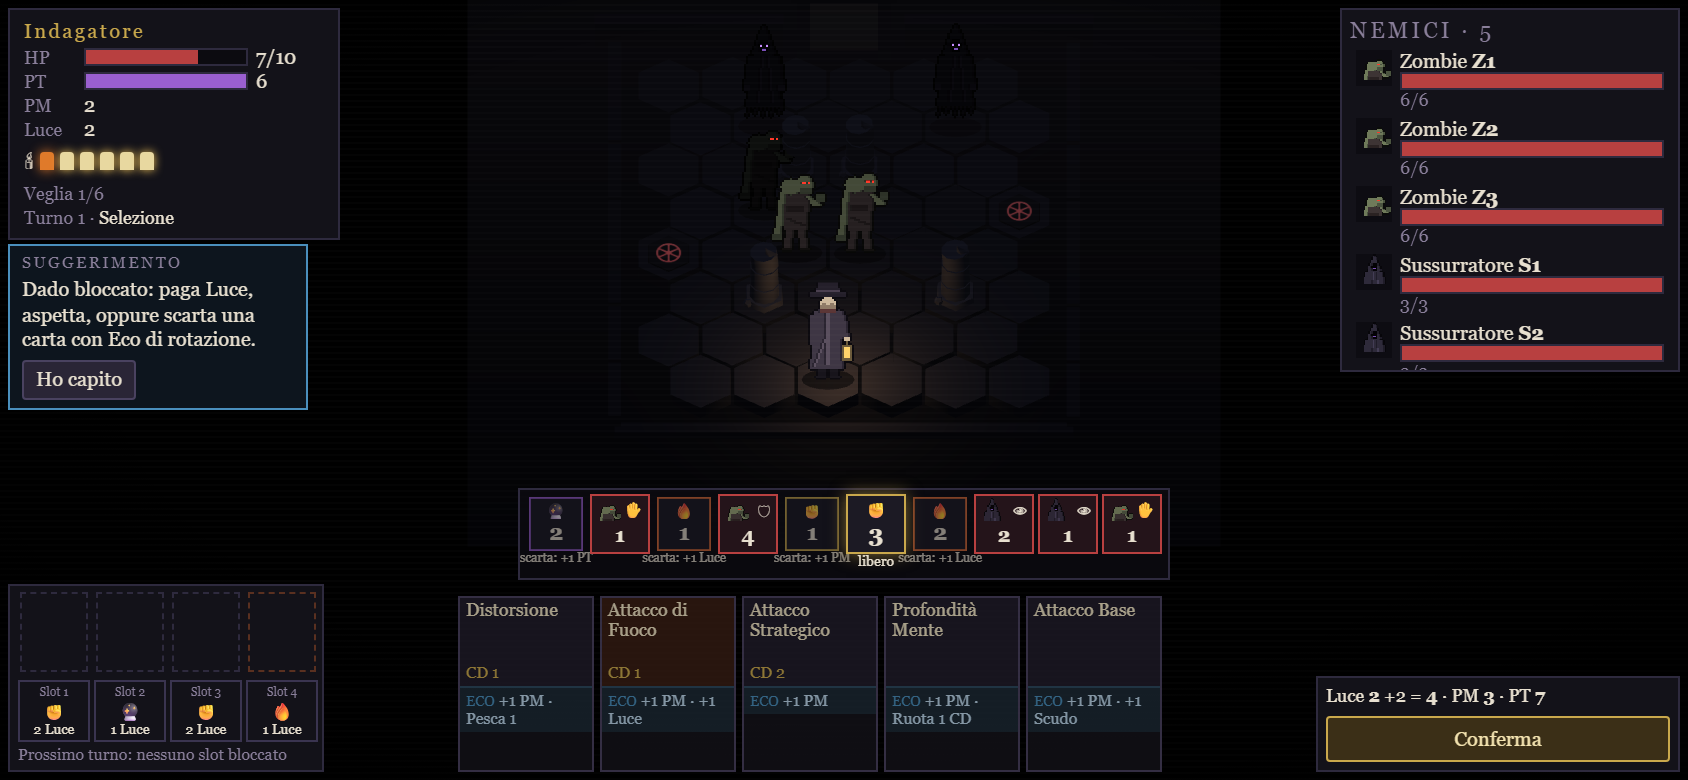 Indagatore
HP 7/10
PT 6
PM 2
Luce 2
Veglia 1/6
Turno 1 · Selezione
SUGGERIMENTO
Dado bloccato: paga Luce,
aspetta, oppure scarta una
carta con Eco di rotazione.
Ho capito
NEMICI · 5
Zombie Z1
6/6
Zombie Z2
6/6
Zombie Z3
6/6
Sussurratore S1
3/3
Sussurratore S2
2 1 1 4 1 3 2 2 1 1
scarta: +1 PT scarta: +1 Luce scarta: +1 PM libero scarta: +1 Luce
Slot 1
2 Luce
Slot 2
1 Luce
Slot 3
2 Luce
Slot 4
1 Luce
Prossimo turno: nessuno slot bloccato
Distorsione
CD 1
ECO +1 PM ·
Pesca 1
Attacco di
Fuoco
CD 1
ECO +1 PM · +1
Luce
Attacco
Strategico
CD 2
ECO +1 PM
Profondità
Mente
ECO +1 PM ·
Ruota 1 CD
Attacco Base
ECO +1 PM · +1
Scudo
Luce 2 +2 = 4 · PM 3 · PT 7
Conferma